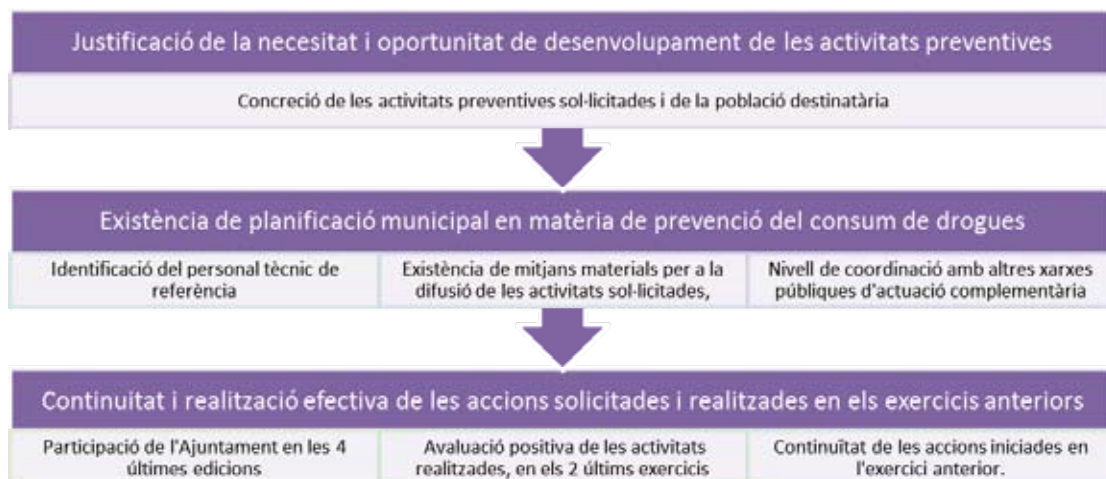 Justificació de la necesitat i oportunitat de desenvolupament de les activitats preventives
Concreció de les activitats preventives sol·licitades i de la població destinatària
Existència de planificació municipal en matèria de prevenció del consum de drogues
Identificació del personal tècnic de
referència
Existència de mitjans materials per a la
difusió de les activitats sol·licitades,
Nivell de coordinació amb altres xarxes
públiques d'actuació complementària
Continuitat i realització efectiva de les accions solicitades i realitzades en els exercicis anteriors
Participació de l'Ajuntament en les 4
últimes edicions
Avaluació positiva de les activitats
realitzades, en els 2 últims exercicis
Continuîtat de les accions iniciades en
l'exercici anterior.